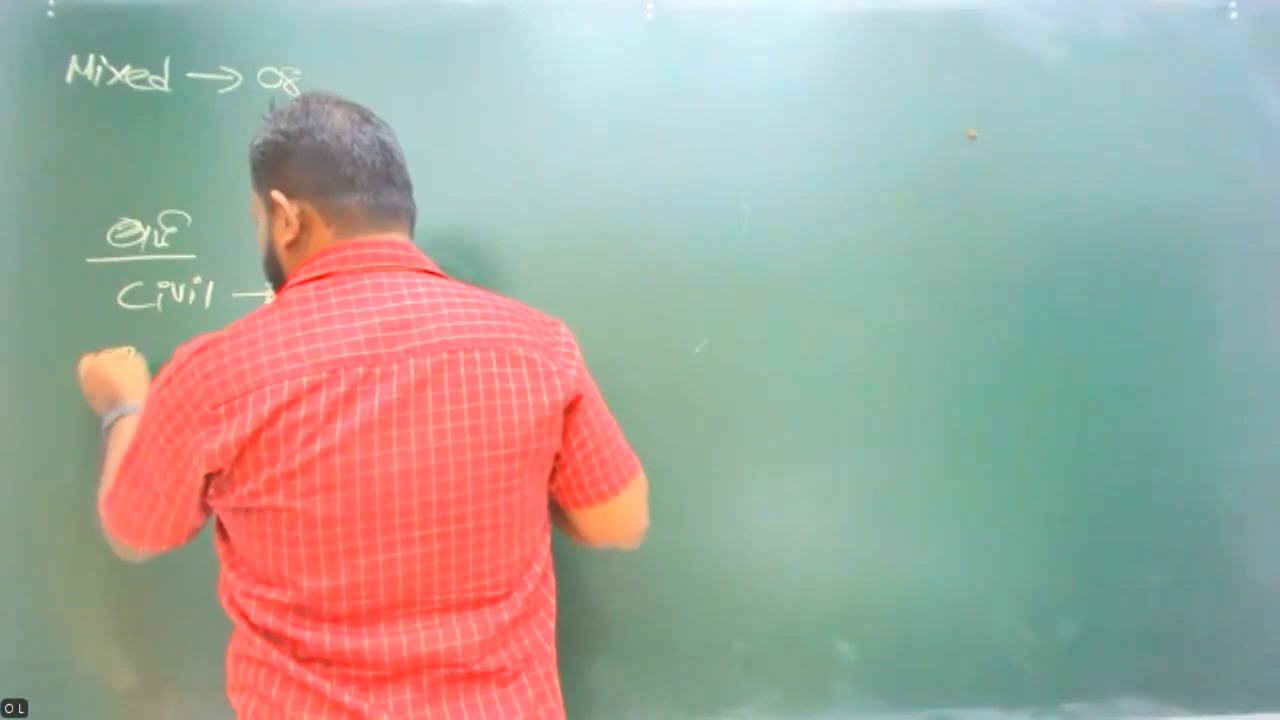 Mixed → 08
Civil →
O L